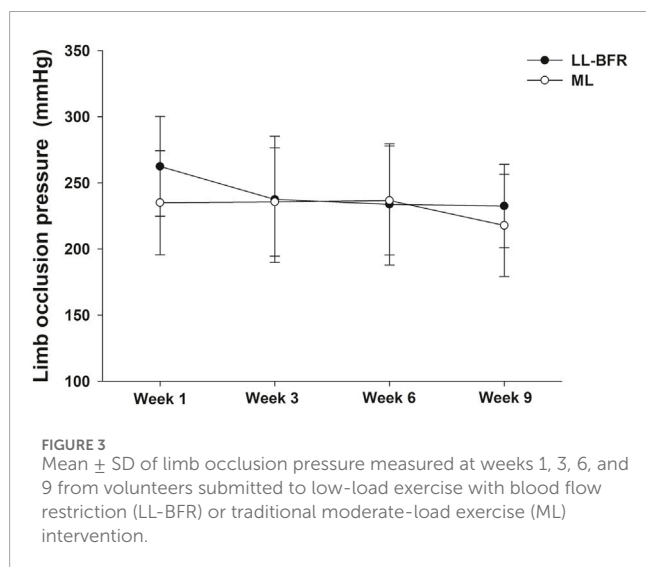 350
300
250
200
150
100
Limb occlusion pressure (mmHg)
LL-BFR
ML
Week 1 Week 3 Week 6 Week 9
FIGURE 3
Mean ± SD of limb occlusion pressure measured at weeks 1, 3, 6, and
9 from volunteers submitted to low-load exercise with blood flow
restriction (LL-BFR) or traditional moderate-load exercise (ML)
intervention.